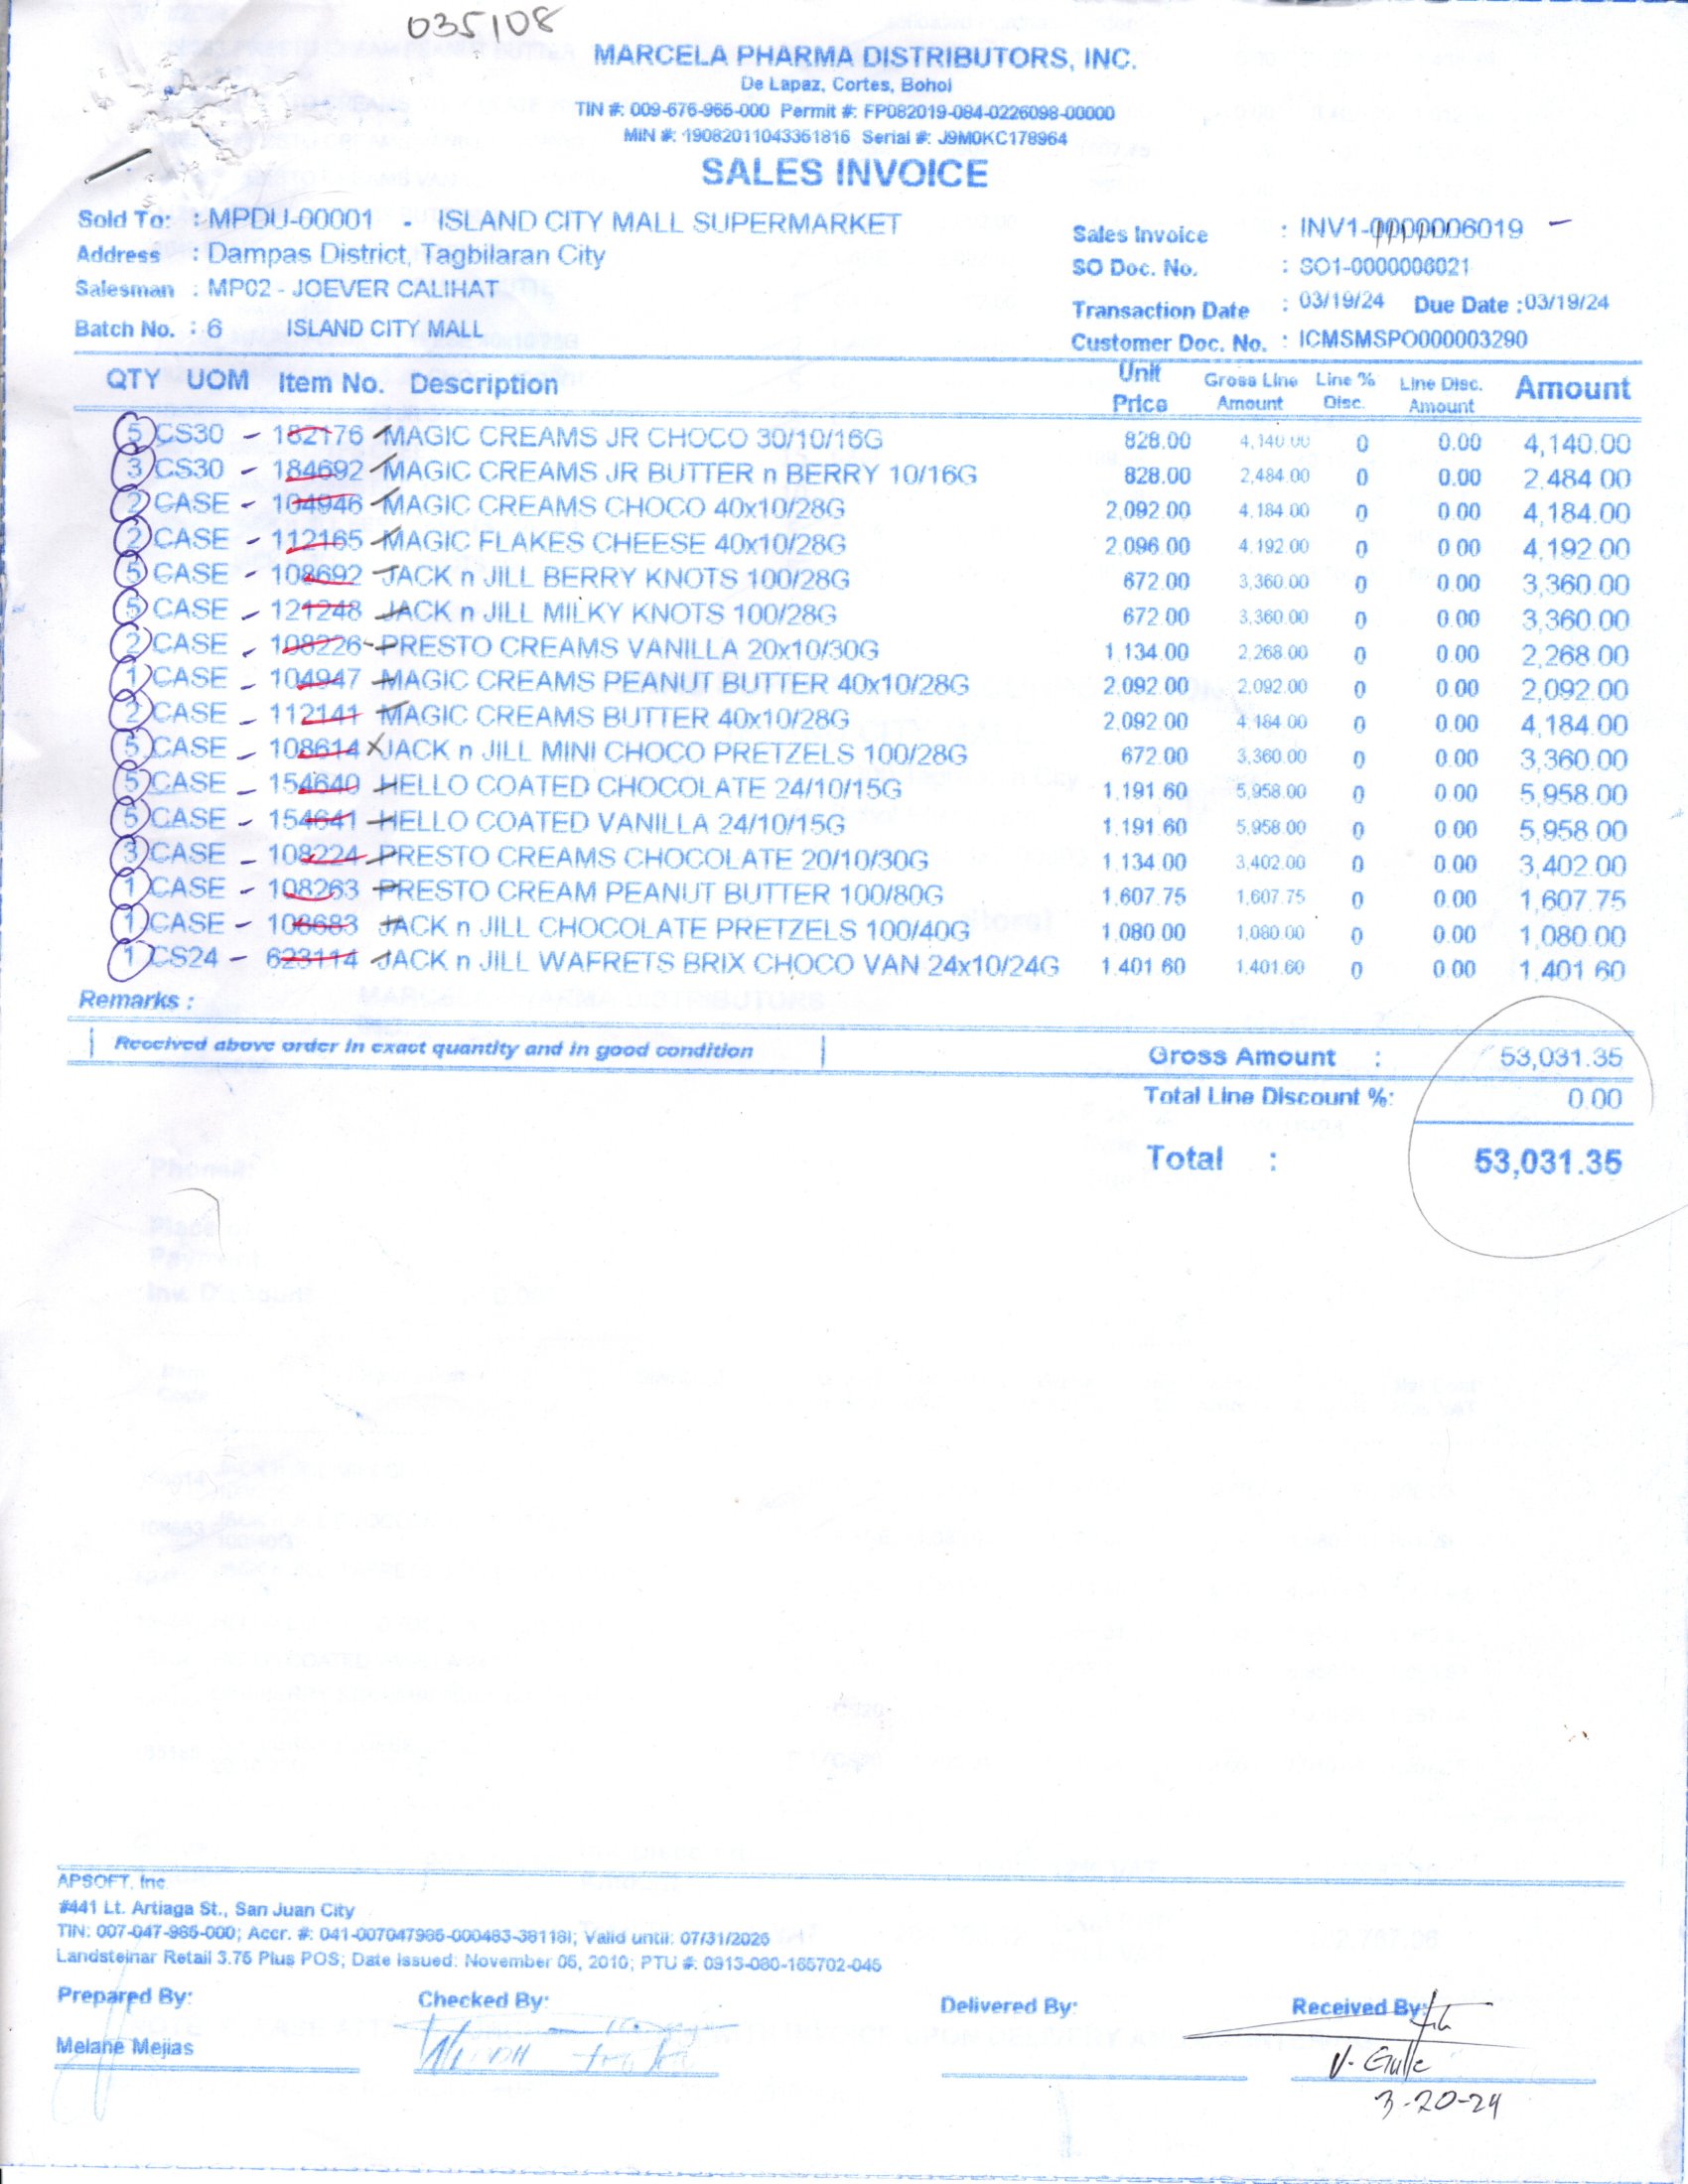 035108
MARCELA PHARMA DISTRIBUTORS, INC.
De Lapaz, Cortes, Bohol
TIN #: 009-676-965-000 Permit #: FP082019-084-0226098-00000
MIN #: 19082011043361816 Serial #: J9M0KC178964
SALES INVOICE
Sold To: : MPDU-00001 - ISLAND CITY MALL SUPERMARKET
Address : Dampas District, Tagbilaran City
Salesman : MP02 - JOEVER CALIHAT
Batch No. : 6 ISLAND CITY MALL
Sales Invoice : INV1-0000006019
SO Doc. No. : SO1-0000006021
Transaction Date : 03/19/24 Due Date :03/19/24
Customer Doc. No. : ICMSMSPO000003290
QTY UOM Item No. Description Unit Price Gross Line Amount Line % Disc. Line Disc. Amount Amount
5 CS30 - 182176 MAGIC CREAMS JR CHOCO 30/10/16G 828.00 4,140.00 0 0.00 4,140.00
3 CS30 - 184692 MAGIC CREAMS JR BUTTER n BERRY 10/16G 828.00 2,484.00 0 0.00 2,484.00
2 CASE - 104946 MAGIC CREAMS CHOCO 40x10/28G 2,092.00 4,184.00 0 0.00 4,184.00
2 CASE - 112165 MAGIC FLAKES CHEESE 40x10/28G 2,096.00 4,192.00 0 0.00 4,192.00
5 CASE - 108692 JACK n JILL BERRY KNOTS 100/28G 672.00 3,360.00 0 0.00 3,360.00
5 CASE - 121248 JACK n JILL MILKY KNOTS 100/28G 672.00 3,360.00 0 0.00 3,360.00
2 CASE - 108226 PRESTO CREAMS VANILLA 20x10/30G 1,134.00 2,268.00 0 0.00 2,268.00
1 CASE - 104947 MAGIC CREAMS PEANUT BUTTER 40x10/28G 2,092.00 2,092.00 0 0.00 2,092.00
2 CASE - 112141 MAGIC CREAMS BUTTER 40x10/28G 2,092.00 4,184.00 0 0.00 4,184.00
5 CASE - 108614 JACK n JILL MINI CHOCO PRETZELS 100/28G 672.00 3,360.00 0 0.00 3,360.00
5 CASE - 154640 HELLO COATED CHOCOLATE 24/10/15G 1,191.60 5,958.00 0 0.00 5,958.00
5 CASE - 154641 HELLO COATED VANILLA 24/10/15G 1,191.60 5,958.00 0 0.00 5,958.00
3 CASE - 108224 PRESTO CREAMS CHOCOLATE 20/10/30G 1,134.00 3,402.00 0 0.00 3,402.00
1 CASE - 108263 PRESTO CREAM PEANUT BUTTER 100/80G 1,607.75 1,607.75 0 0.00 1,607.75
1 CASE - 108683 JACK n JILL CHOCOLATE PRETZELS 100/40G 1,080.00 1,080.00 0 0.00 1,080.00
1 CS24 - 623114 JACK n JILL WAFRETS BRIX CHOCO VAN 24x10/24G 1,401.60 1,401.60 0 0.00 1,401.60
Remarks :
Received above order in exact quantity and in good condition
Gross Amount : 53,031.35
Total Line Discount %: 0.00
Total : 53,031.35
APSOFT, Inc
#441 Lt. Artiaga St., San Juan City
TIN: 007-047-985-000; Accr. #: 041-007047985-000483-38118l; Valid until: 07/31/2025
Landsteinar Retail 3.75 Plus POS; Date Issued: November 05, 2010; PTU #: 0913-080-165702-045
Prepared By: Checked By: Delivered By: Received By:
Melane Mejias
V. Gulle
3-20-24